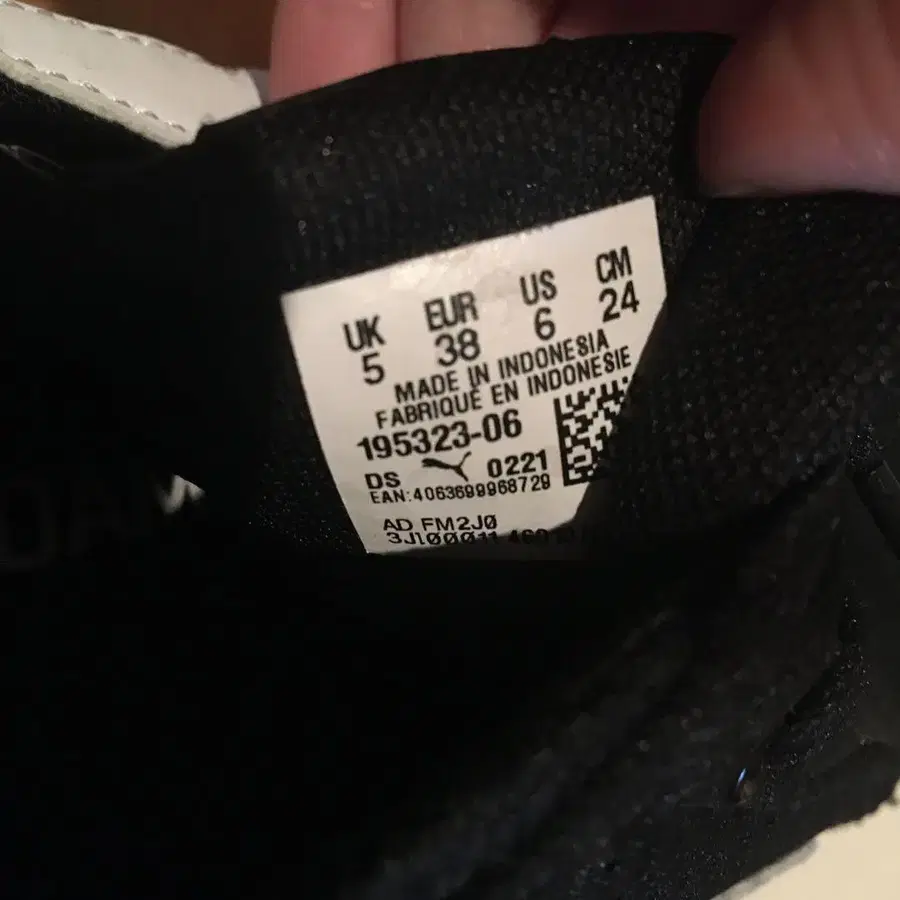 UK EUR US CM
5 38 6 24
MADE IN INDONESIA
FABRIQUÉ EN INDONESIE
195323-06
DS 0221
EAN:4063699968729
AD FM2J0
3J100011